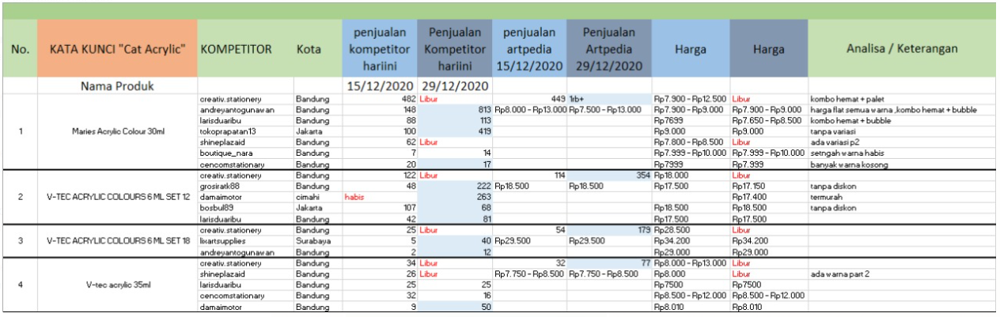 No. KATA KUNCI "Cat Acrylic" KOMPETITOR Kota penjualan kompetitor hariini Penjualan Kompetitor hariini penjualan artpedia 15/12/2020 Penjualan Artpedia 29/12/2020 Harga Harga Analisa / Keterangan
Nama Produk 15/12/2020 29/12/2020
creativ.stationery Bandung 482 Libur 449 1rb+ Rp7.900 - Rp12.500 Libur kombo hemat + palet
andreyantogunawan Bandung 148 813 Rp8.000 - Rp13.000 Rp7.500 - Rp13.000 Rp7.900 - Rp9.000 Rp7.900 - Rp9.000 harga flat semua warna ,kombo hemat + bubble
larisduaribu Bandung 88 113 Rp7699 Rp7.650 - Rp8.500 kombo hemat + bubble
1 Maries Acrylic Colour 30ml tokoprapatan13 Jakarta 100 419 Rp9.000 Rp9.000 tanpa variasi
shineplazaid Bandung 62 Libur Rp7.800 - Rp8.500 Libur ada variasi p2
boutique_nara Bandung 7 14 Rp7.999 - Rp10.000 Rp7.999 - Rp10.000 setngah warna habis
cencomstationary Bandung 20 17 Rp7999 Rp7.999 banyak warna kosong
creativ.stationery Bandung 122 Libur 114 354 Rp18.000 Libur
grosiratk88 Bandung 48 222 Rp18.500 Rp18.500 Rp17.500 Rp17.150 tanpa diskon
2 V-TEC ACRYLIC COLOURS 6 ML SET 12 damaimotor cimahi habis 263 Rp17.400 termurah
bosbul89 Jakarta 107 68 Rp18.500 Rp18.500 tanpa diskon
larisduaribu Bandung 42 81 Rp17.500 Rp17.500
creativ.stationery Bandung 25 Libur 54 179 Rp28.500 Libur
3 V-TEC ACRYLIC COLOURS 6 ML SET 18 lixartsupplies Surabaya 5 40 Rp29.500 Rp29.500 Rp34.200 Rp34.200
andreyantogunawan Bandung 2 12 Rp29.000 Rp29.000
creativ.stationery Bandung 34 Libur 32 77 Rp8.000 - Rp13.000 Libur
shineplazaid Bandung 26 Libur Rp7.750 - Rp8.500 Rp7.750 - Rp8.500 Rp8.000 Libur ada warna part 2
4 V-tec acrylic 35ml larisduaribu Bandung 25 25 Rp7500 Rp7500
cencomstationary Bandung 32 16 Rp8.500 - Rp12.000 Rp8.500 - Rp12.000
damaimotor Bandung 9 50 Rp8.010 Rp8.010